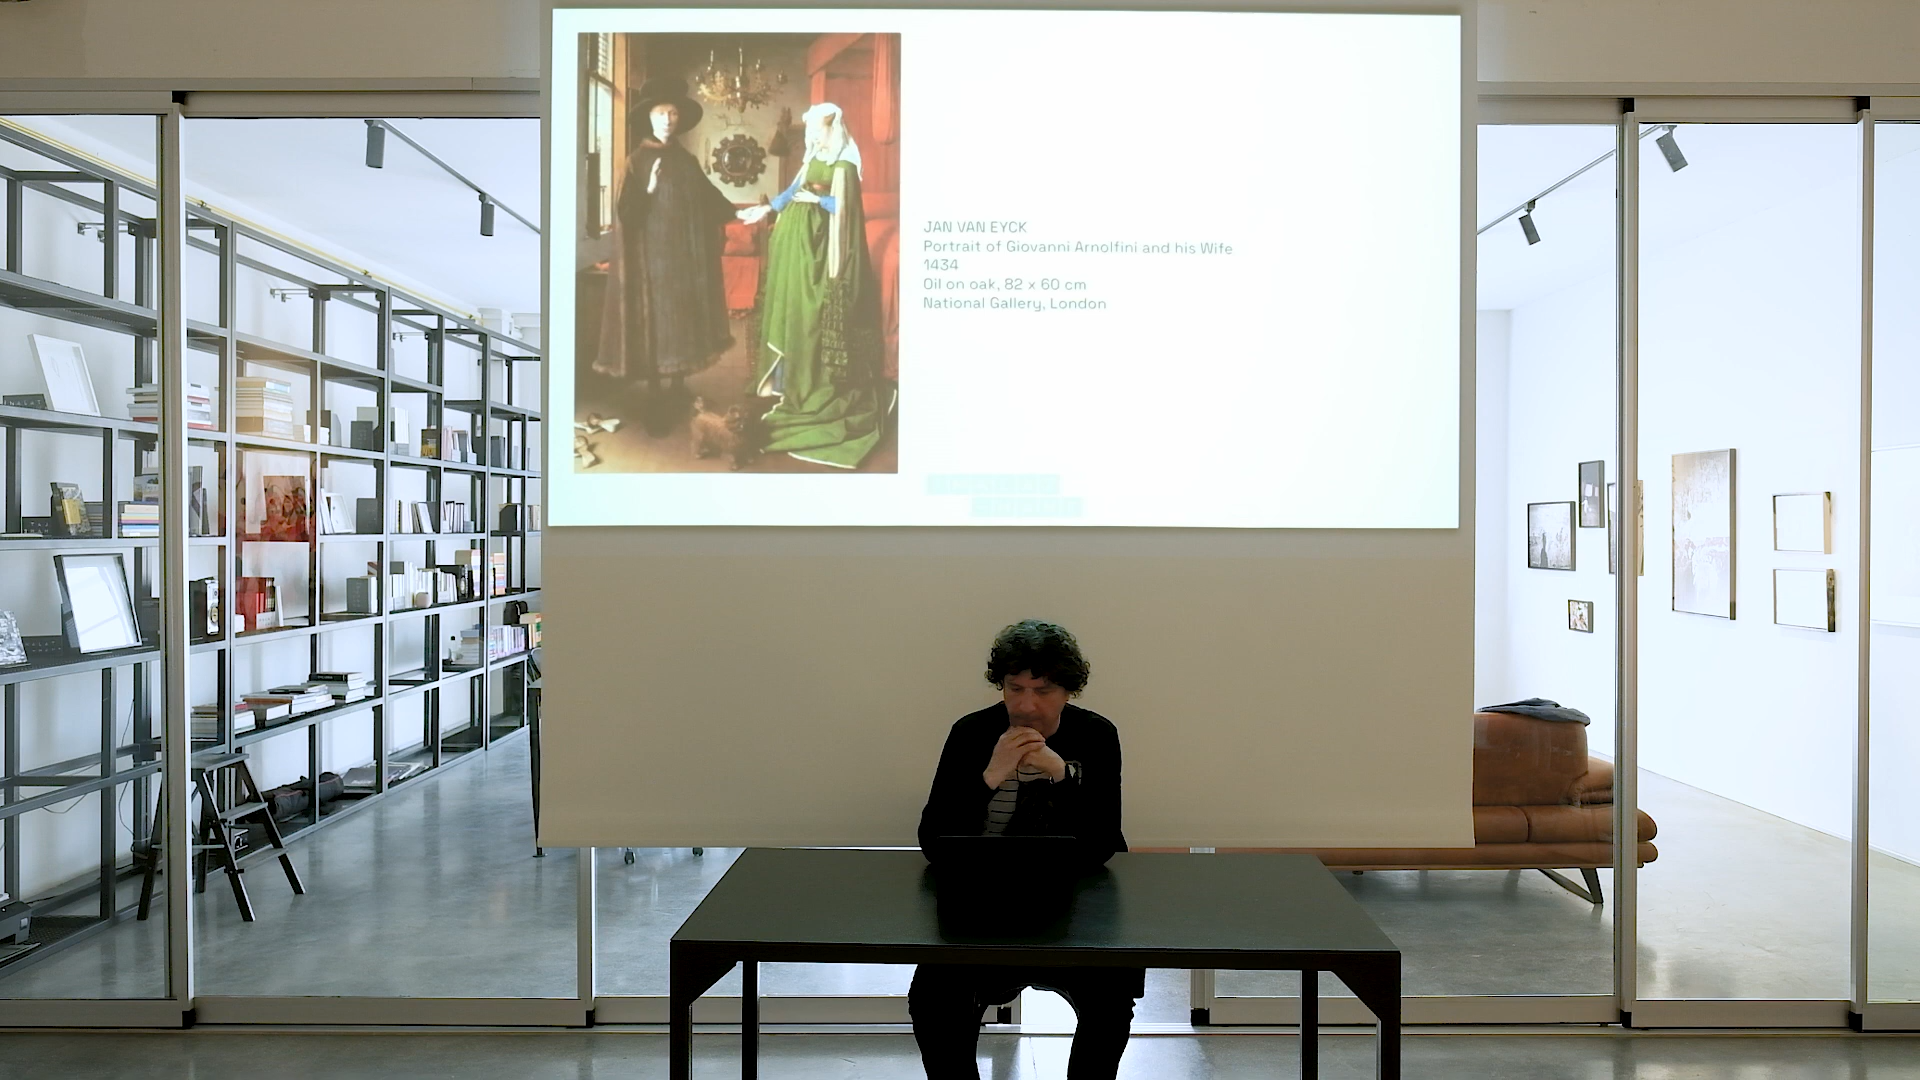 JAN VAN EYCK
Portrait of Giovanni Arnolfini and his Wife
1434
Oil on oak, 82 x 60 cm
National Gallery, London